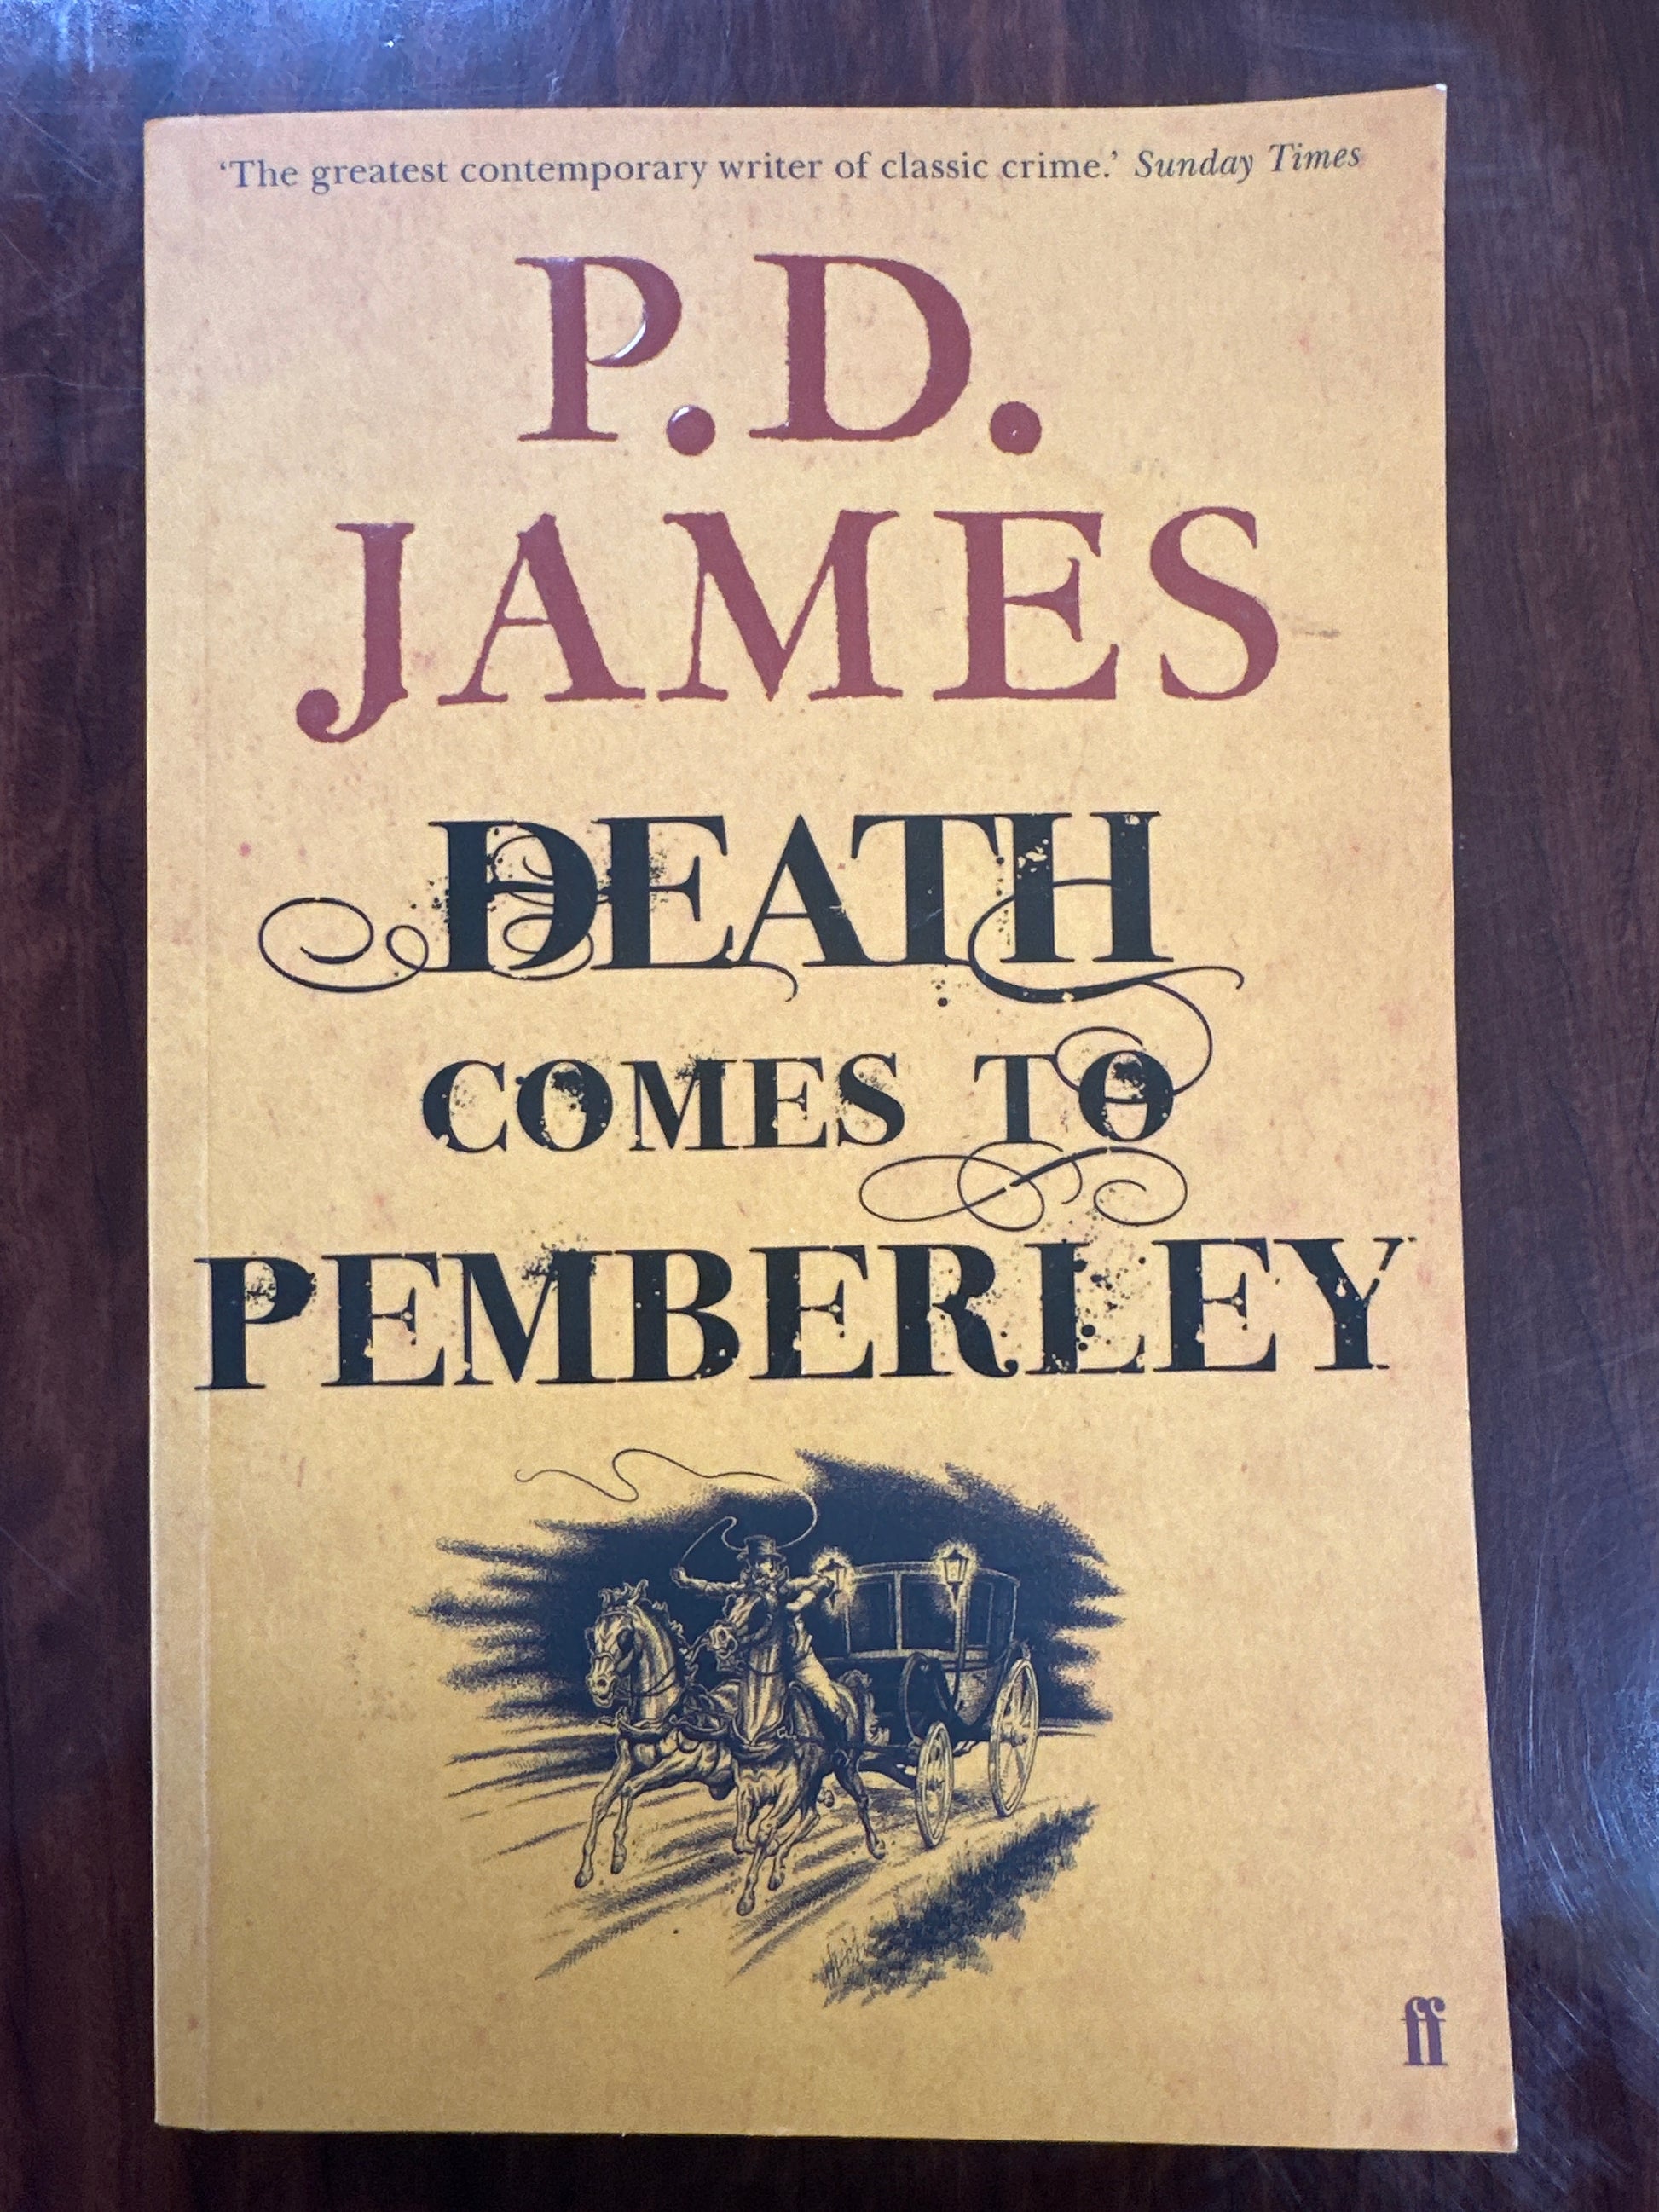 ‘The greatest contemporary writer of classic crime.’ Sunday Times
P.D.
JAMES
DEATH
COMES TO
PEMBERLEY
ff